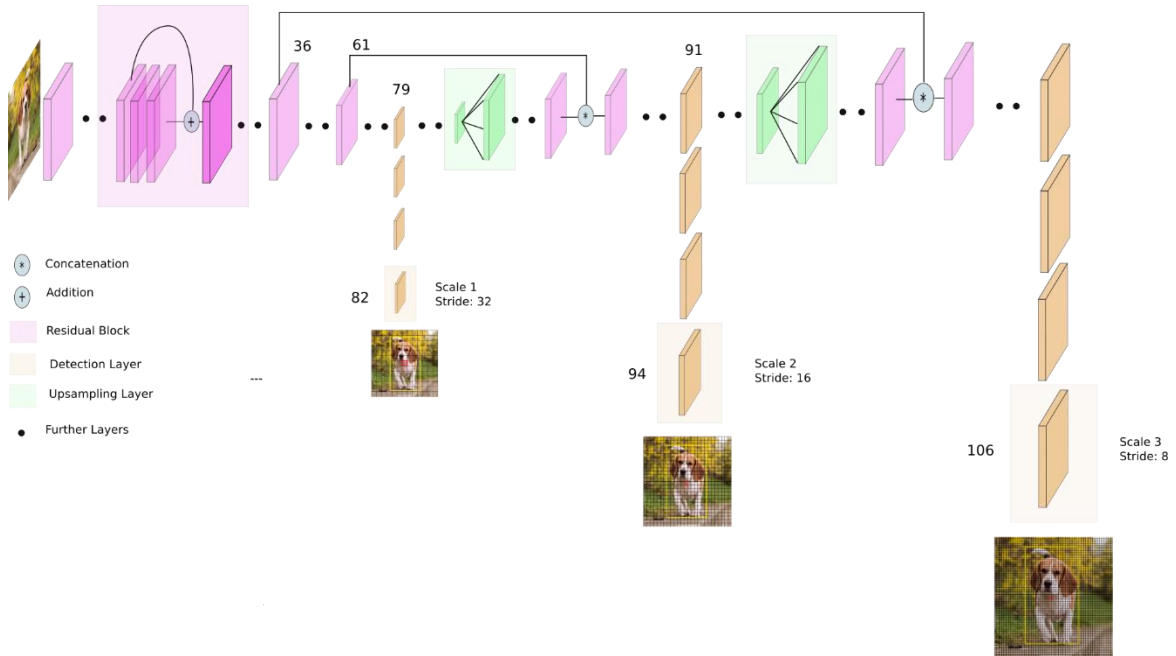 36
61
91
79
Concatenation
Addition
Residual Block
Detection Layer
Upsampling Layer
Further Layers
---
82
Scale 1
Stride: 32
94
Scale 2
Stride: 16
106
Scale 3
Stride: 8
*
+
*
+
*